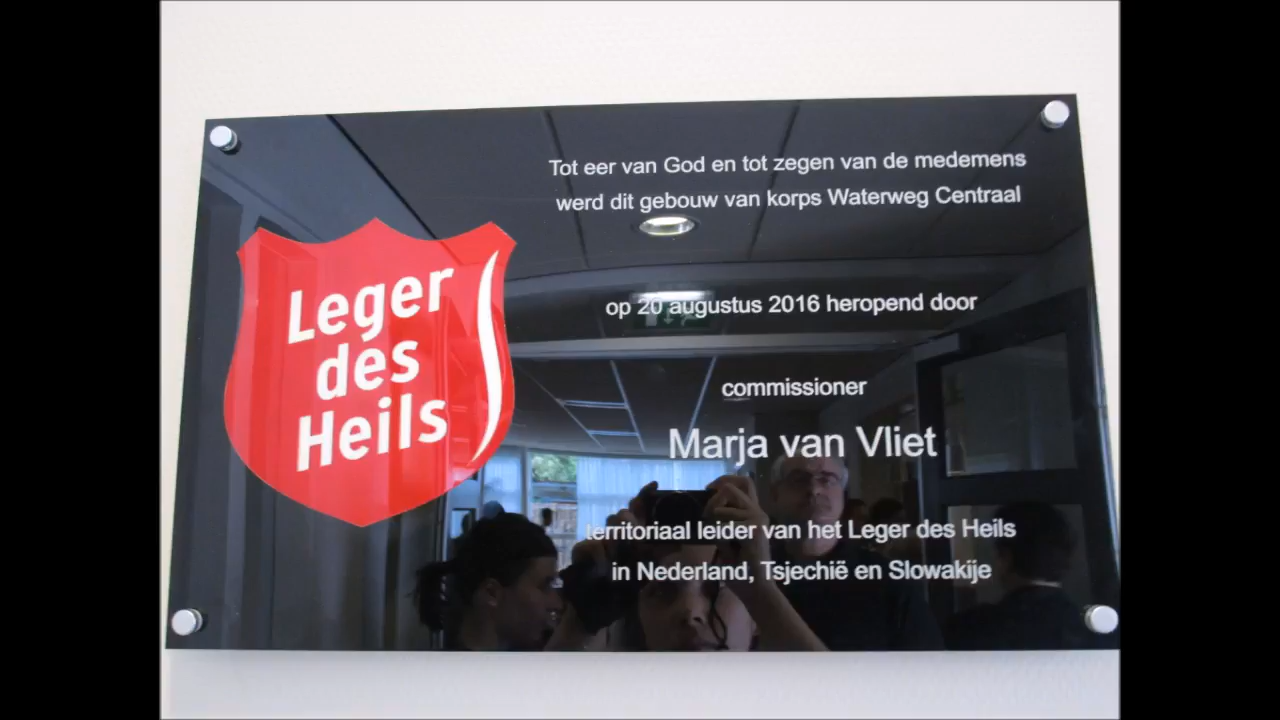 Leger
des
Heils
Tot eer van God en tot zegen van de medemens
werd dit gebouw van korps Waterweg Centraal
op 20 augustus 2016 heropend door
commissioner
Marja van Vliet
territoriaal leider van het Leger des Heils
in Nederland, Tsjechië en Slowakije